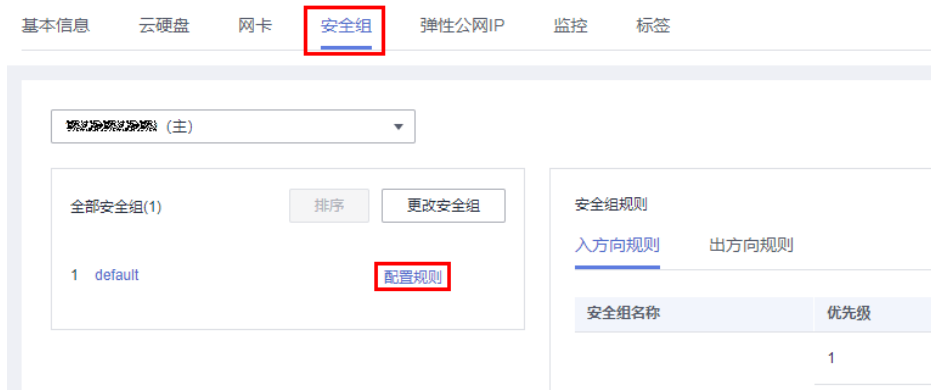 基本信息 云硬盘 网卡 安全组 弹性公网IP 监控 标签
（主）
全部安全组(1) 排序 更改安全组
1 default 配置规则
安全组规则
入方向规则 出方向规则
安全组名称 优先级
1